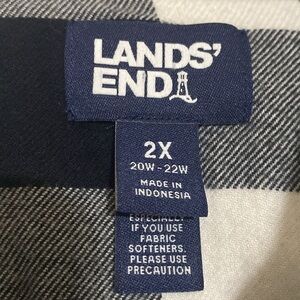 LANDS'
END
2X
20W-22W
MADE IN
INDONESIA
ESPECIALLY
IF YOU USE
FABRIC
SOFTENERS.
PLEASE USE
PRECAUTION